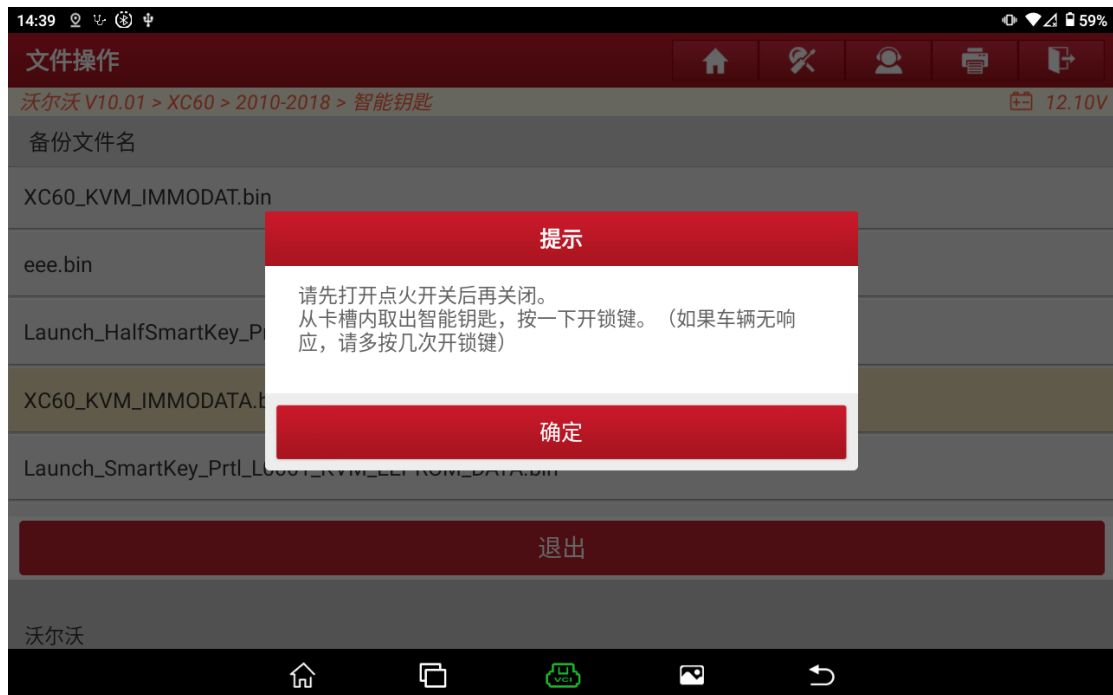 14:39
59%
文件操作
沃尔沃 V10.01 > XC60 > 2010-2018 > 智能钥匙
12.10V
备份文件名
XC60_KVM_IMMODAT.bin
eee.bin
提示
请先打开点火开关后再关闭。
从卡槽内取出智能钥匙，按一下开锁键。（如果车辆无响
应，请多按几次开锁键）
Launch_HalfSmartKey_P
XC60_KVM_IMMODATA.b
确定
Launch_SmartKey_Prtl_L
退出
沃尔沃
VCI